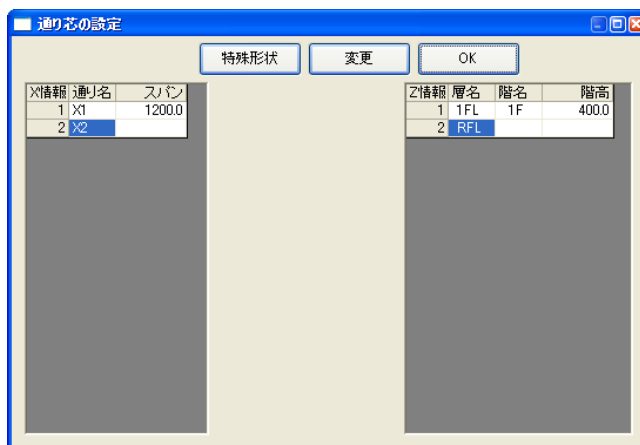 通り芯の設定
特殊形状 変更 OK
X情報 通り名 スパン
1 X1 1200.0
2 X2
Z情報 層名 階名 階高
1 1FL 1F 400.0
2 RFL